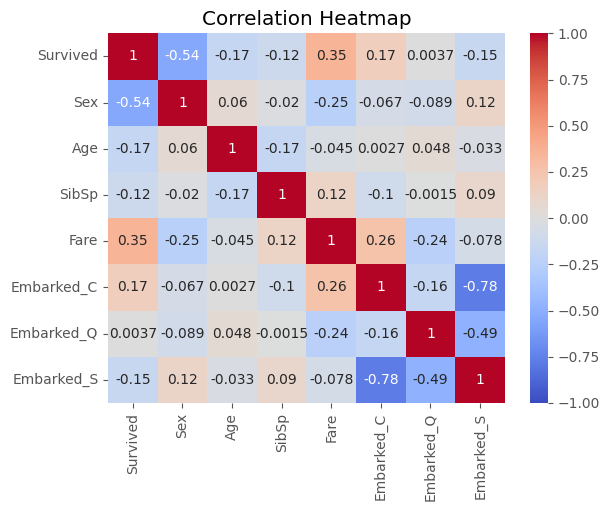 Correlation Heatmap
Survived 1 -0.54 -0.17 -0.12 0.35 0.17 0.0037 -0.15
Sex -0.54 1 0.06 -0.02 -0.25 -0.067 -0.089 0.12
Age -0.17 0.06 1 -0.17 -0.045 0.0027 0.048 -0.033
SibSp -0.12 -0.02 -0.17 1 0.12 -0.1 -0.0015 0.09
Fare 0.35 -0.25 -0.045 0.12 1 0.26 -0.24 -0.078
Embarked_C 0.17 -0.067 0.0027 -0.1 0.26 1 -0.16 -0.78
Embarked_Q 0.0037 -0.089 0.048 -0.0015 -0.24 -0.16 1 -0.49
Embarked_S -0.15 0.12 -0.033 0.09 -0.078 -0.78 -0.49 1
Survived
Sex
Age
SibSp
Fare
Embarked_C
Embarked_Q
Embarked_S
1.00
0.75
0.50
0.25
0.00
−0.25
−0.50
−0.75
−1.00